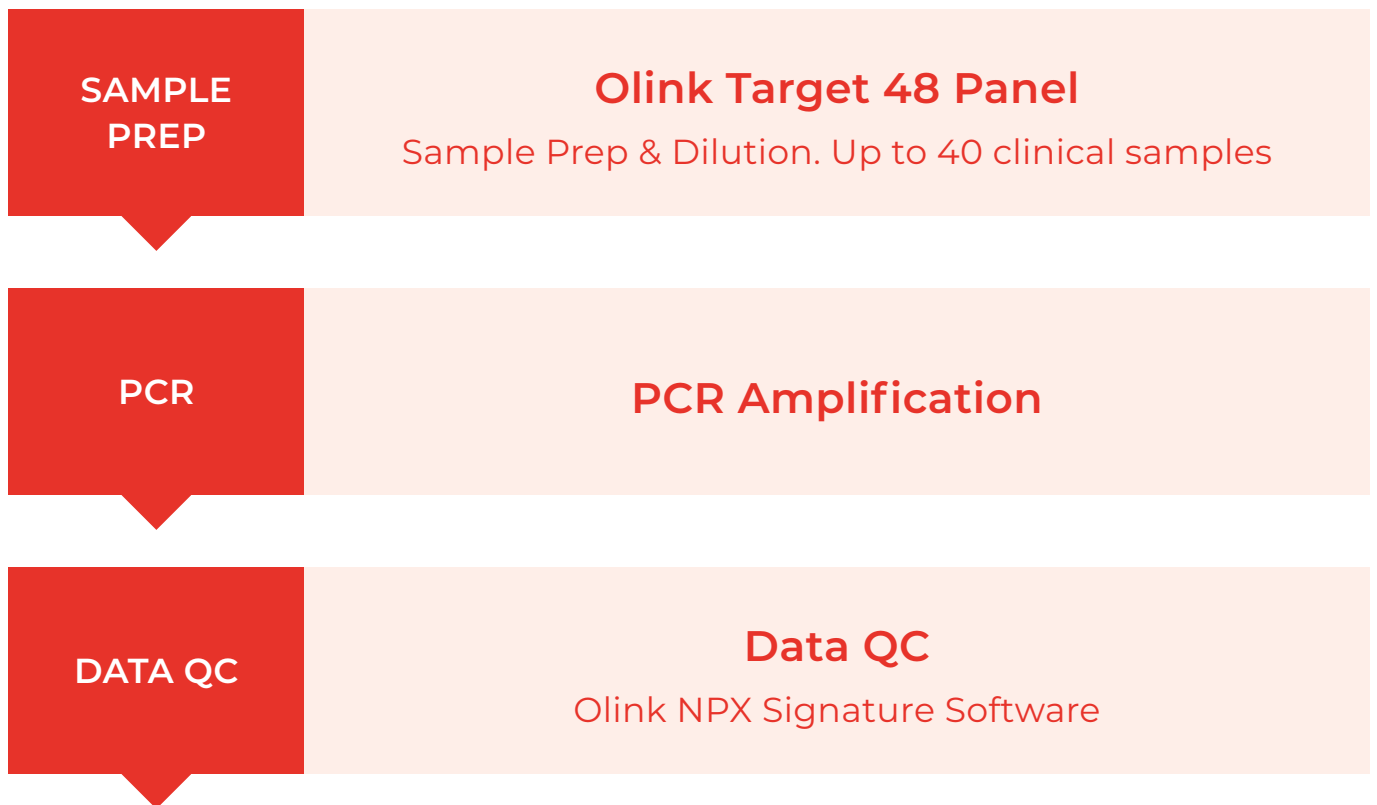 SAMPLE
PREP
Olink Target 48 Panel
Sample Prep & Dilution. Up to 40 clinical samples
PCR
PCR Amplification
DATA QC
Data QC
Olink NPX Signature Software